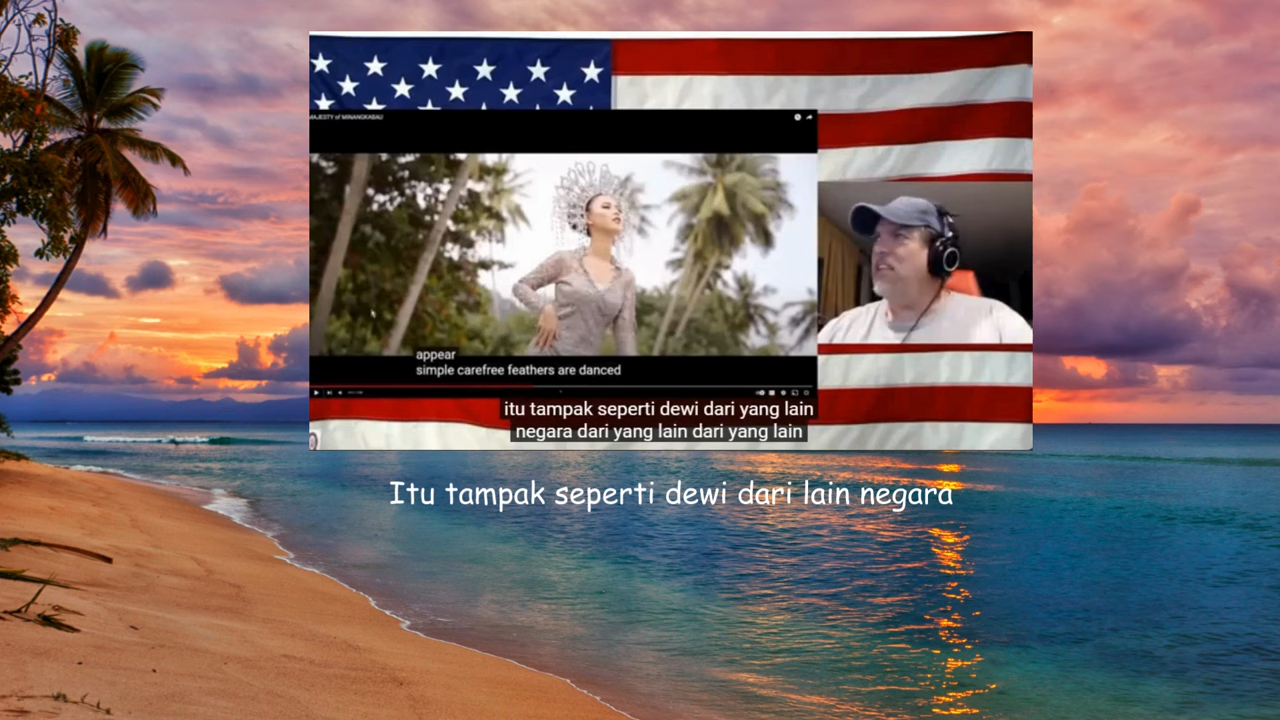 MAJESTY of MINANGKABAU
appear
simple carefree feathers are danced
itu tampak seperti dewi dari yang lain
negara dari yang lain dari yang lain
Itu tampak seperti dewi dari lain negara